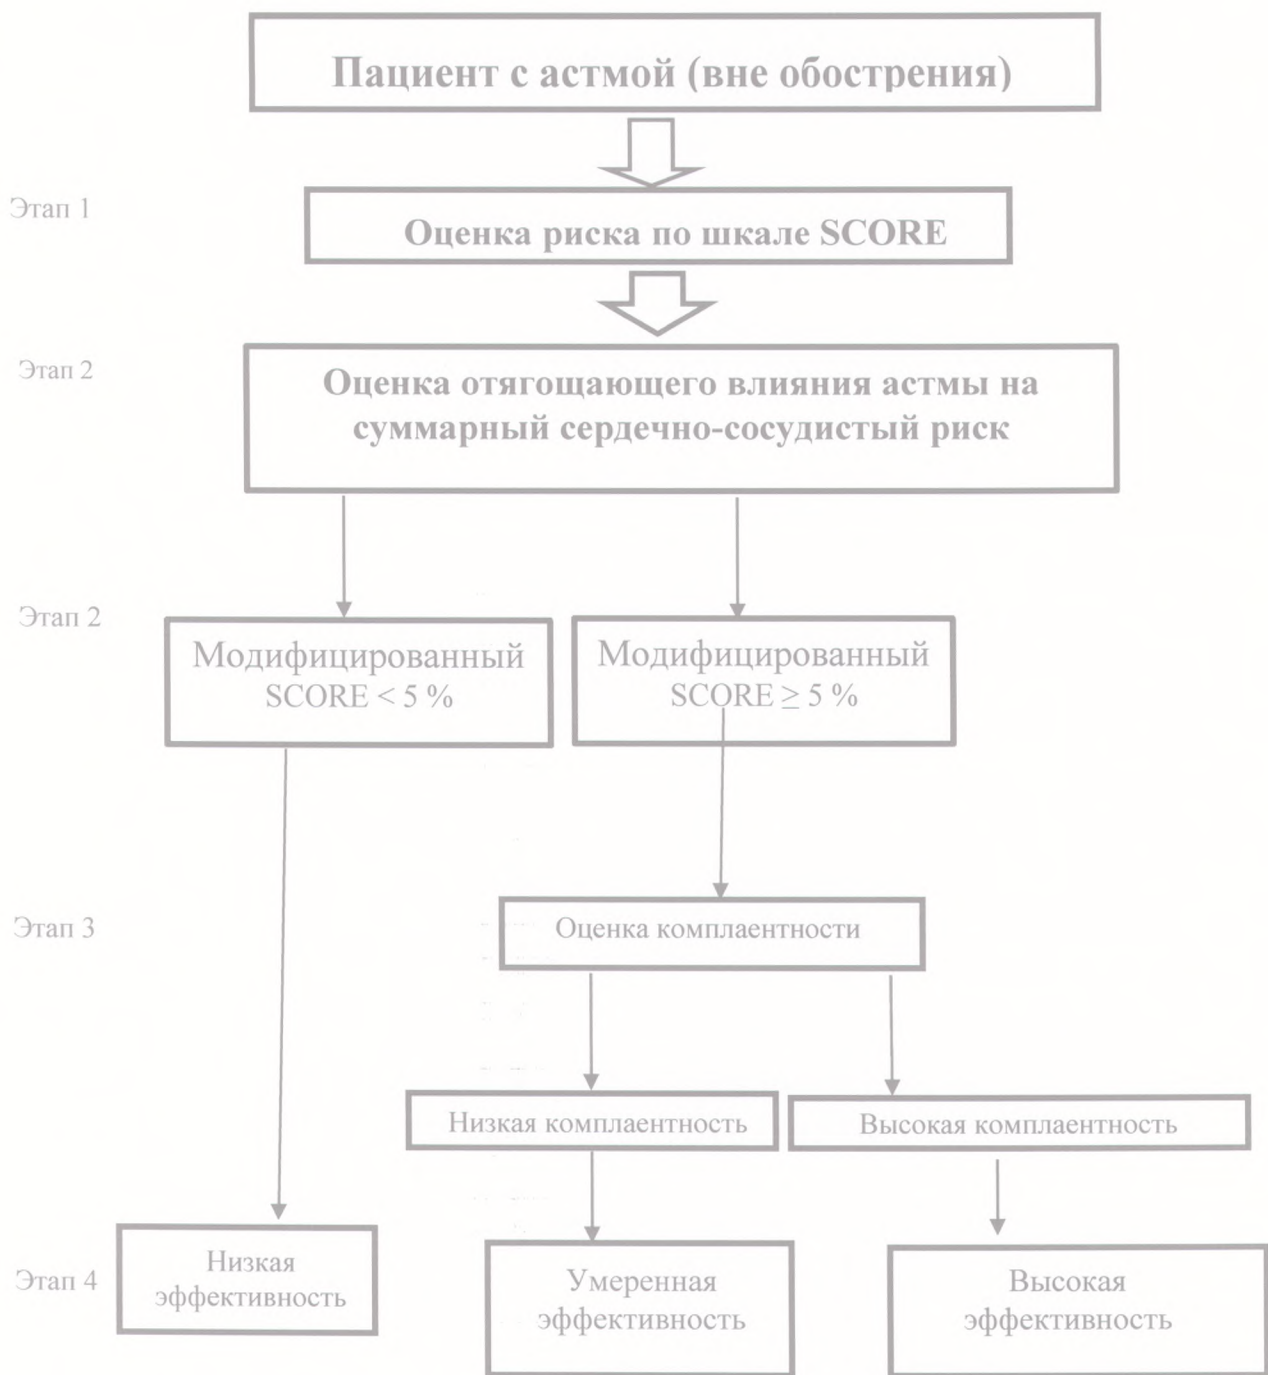 Пациент с астмой (вне обострения)
Этап 1
Оценка риска по шкале SCORE
Этап 2
Оценка отягощающего влияния астмы на
суммарный сердечно-сосудистый риск
Этап 2
Модифицированный
SCORE < 5 %
Модифицированный
SCORE ≥ 5 %
Этап 3
Оценка комплаентности
Низкая комплаентность
Высокая комплаентность
Этап 4
Низкая
эффективность
Умеренная
эффективность
Высокая
эффективность